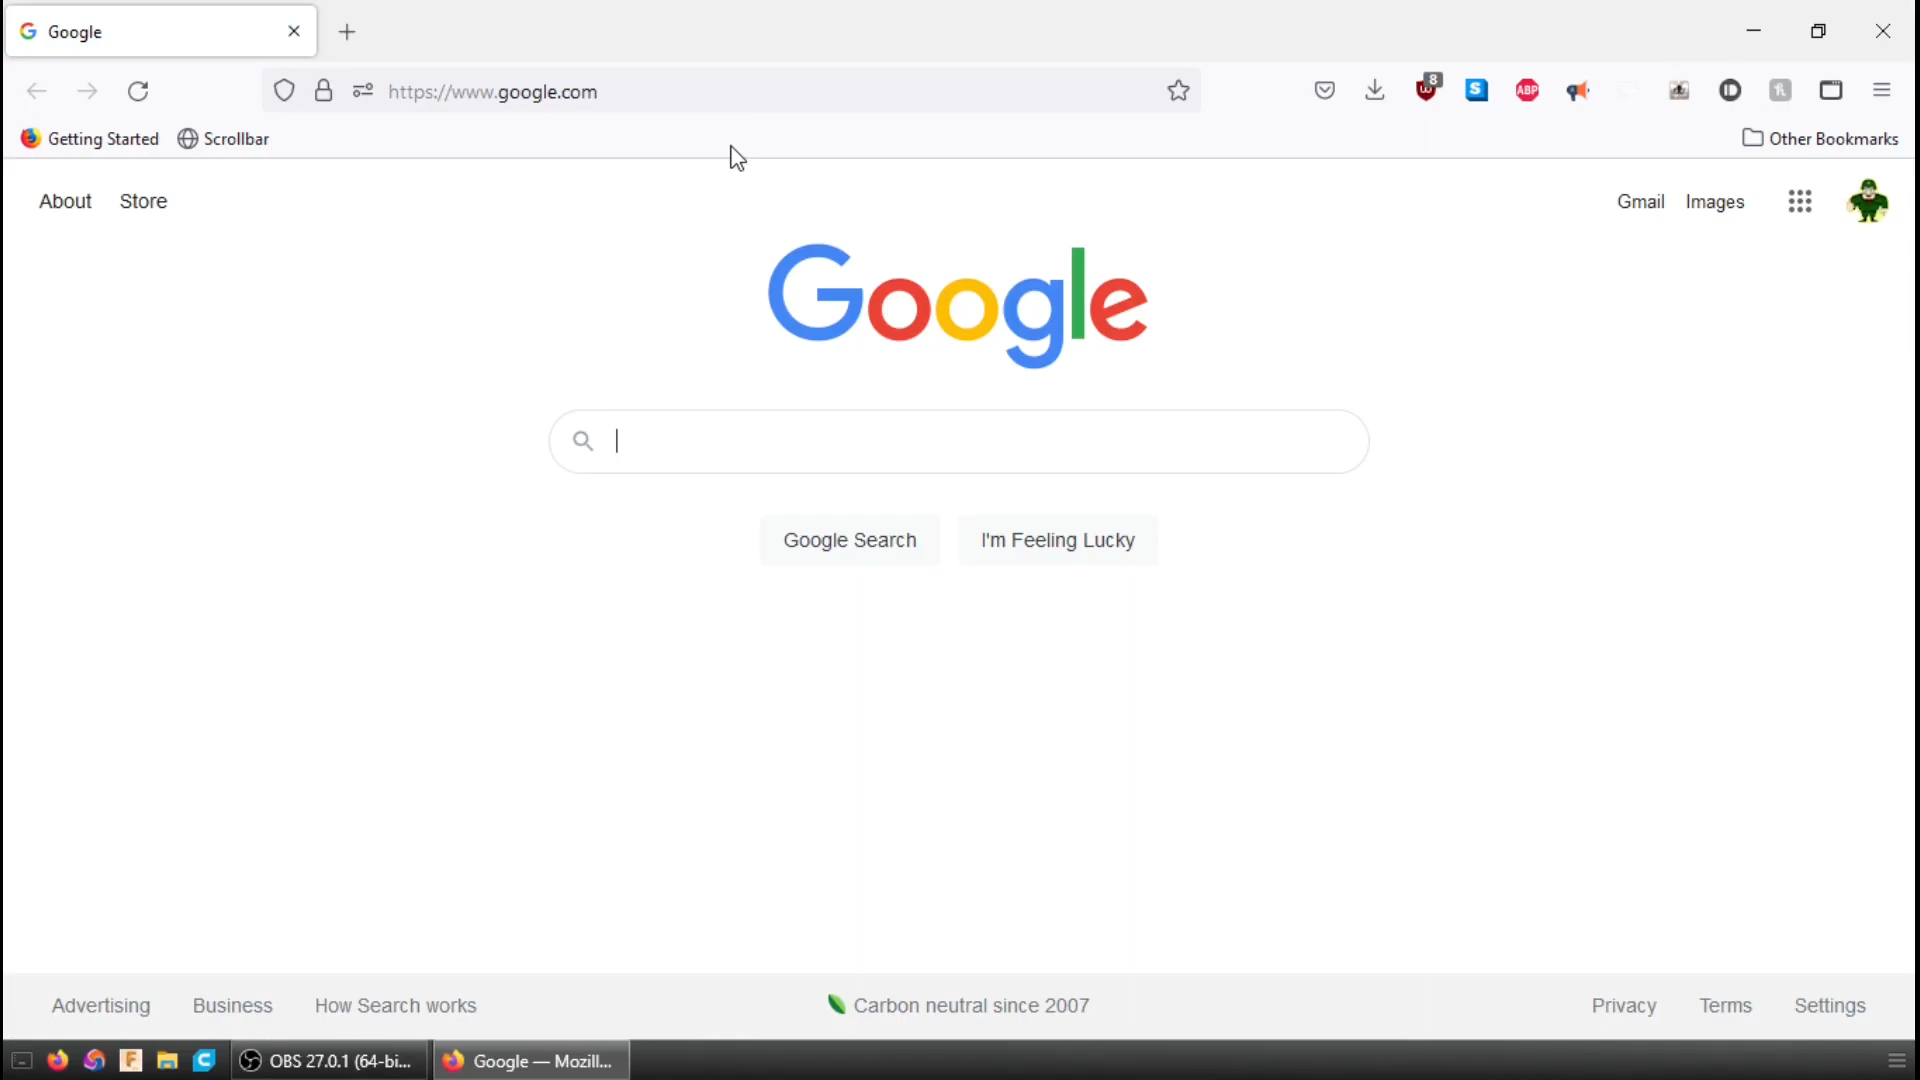 Google
https://www.google.com
8
S
ABP
Getting Started
Scrollbar
Other Bookmarks
About
Store
Gmail
Images
Google
Google Search
I'm Feeling Lucky
Advertising
Business
How Search works
Carbon neutral since 2007
Privacy
Terms
Settings
OBS 27.0.1 (64-bi...
Google — Mozill...